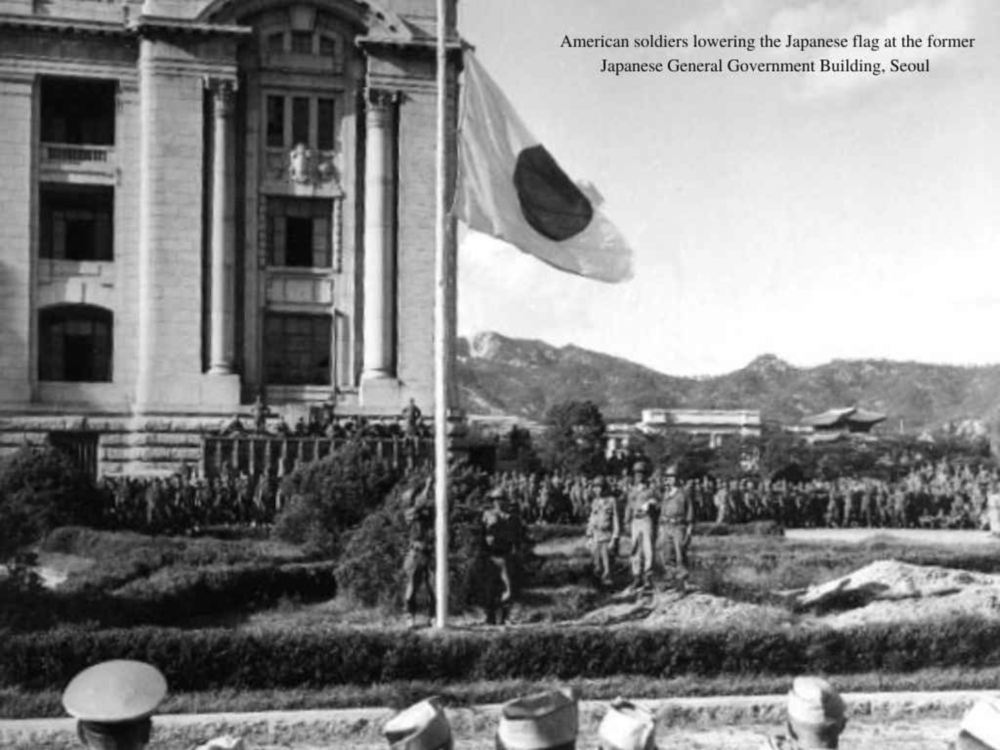 American soldiers lowering the Japanese flag at the former
Japanese General Government Building, Seoul